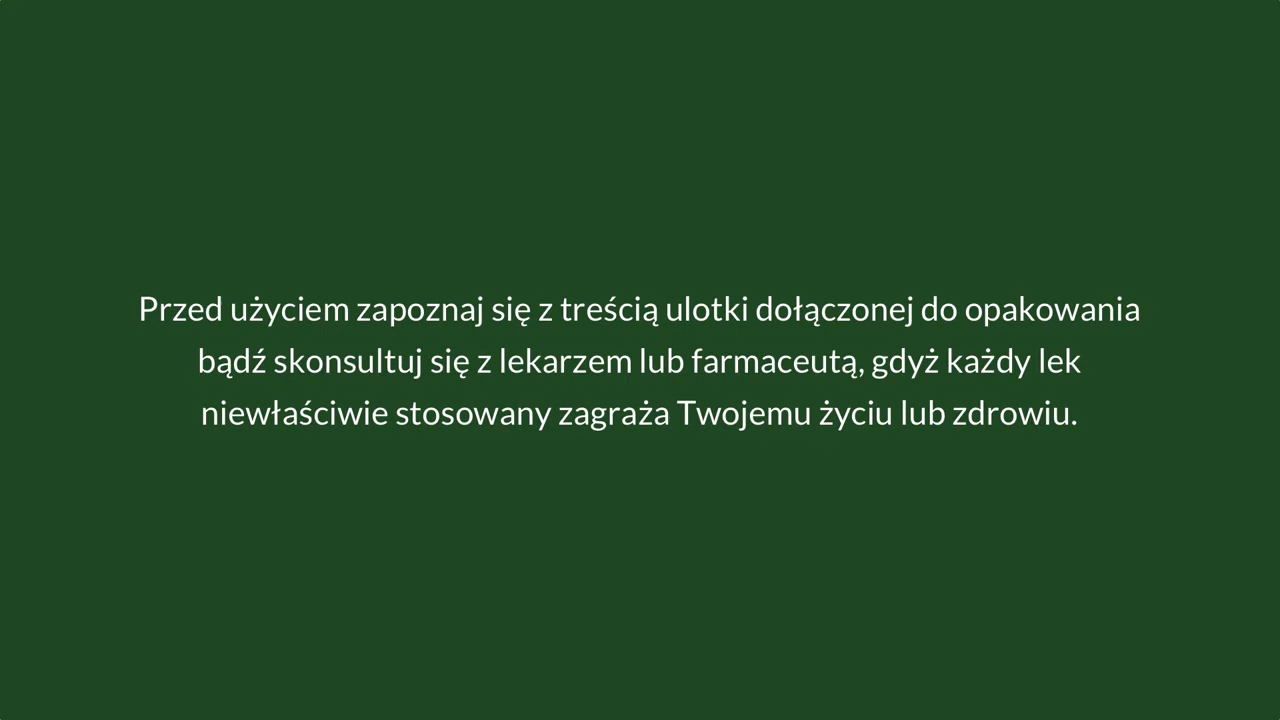 Przed użyciem zapoznaj się z treścią ulotki dołączonej do opakowania
bądź skonsultuj się z lekarzem lub farmaceutą, gdyż każdy lek
niewłaściwie stosowany zagraża Twojemu życiu lub zdrowiu.